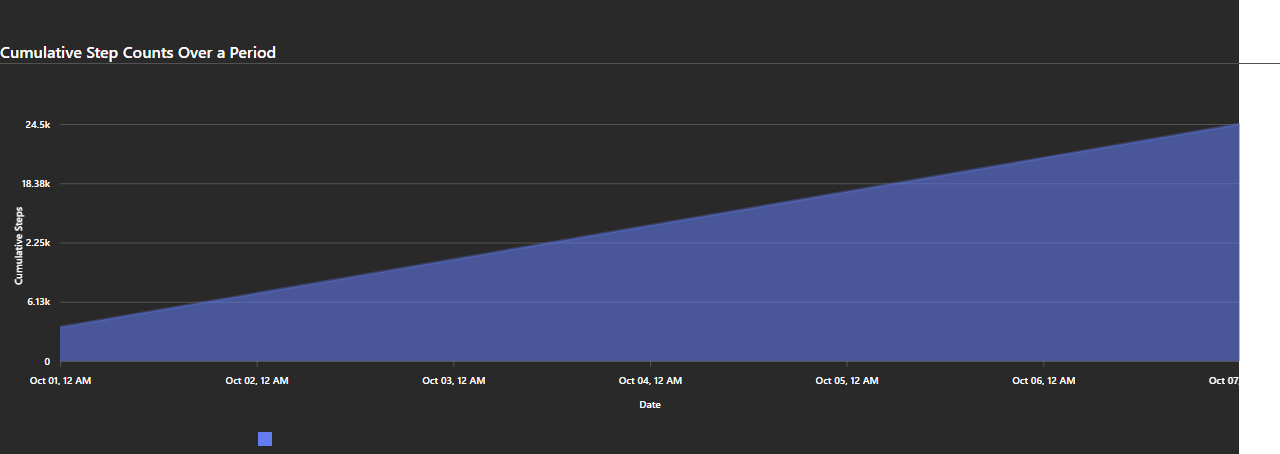 Cumulative Step Counts Over a Period
24.5k
18.38k
2.25k
6.13k
0
Cumulative Steps
Oct 01, 12 AM
Oct 02, 12 AM
Oct 03, 12 AM
Oct 04, 12 AM
Oct 05, 12 AM
Oct 06, 12 AM
Oct 07,
Date